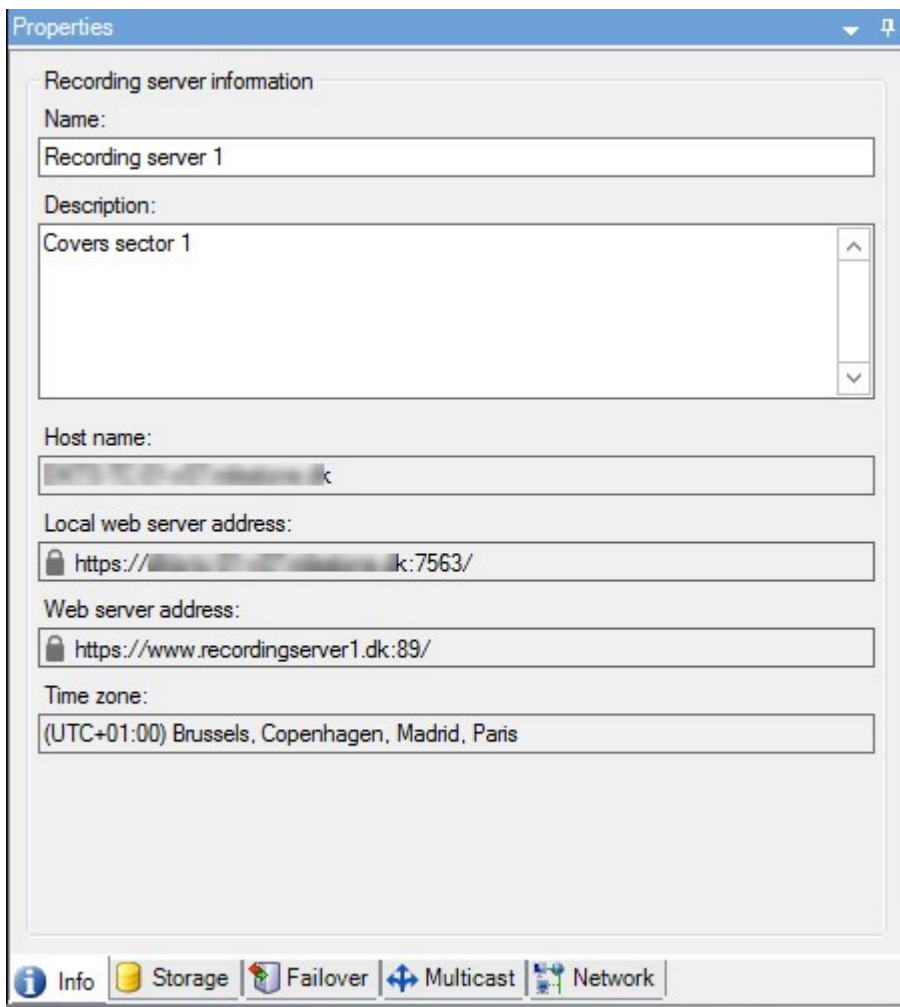 Properties
Recording server information
Name:
Recording server 1
Description:
Covers sector 1
Host name:
k
Local web server address:
https:// k:7563/
Web server address:
https://www.recordingserver1.dk:89/
Time zone:
(UTC+01:00) Brussels, Copenhagen, Madrid, Paris
Info Storage Failover Multicast Network